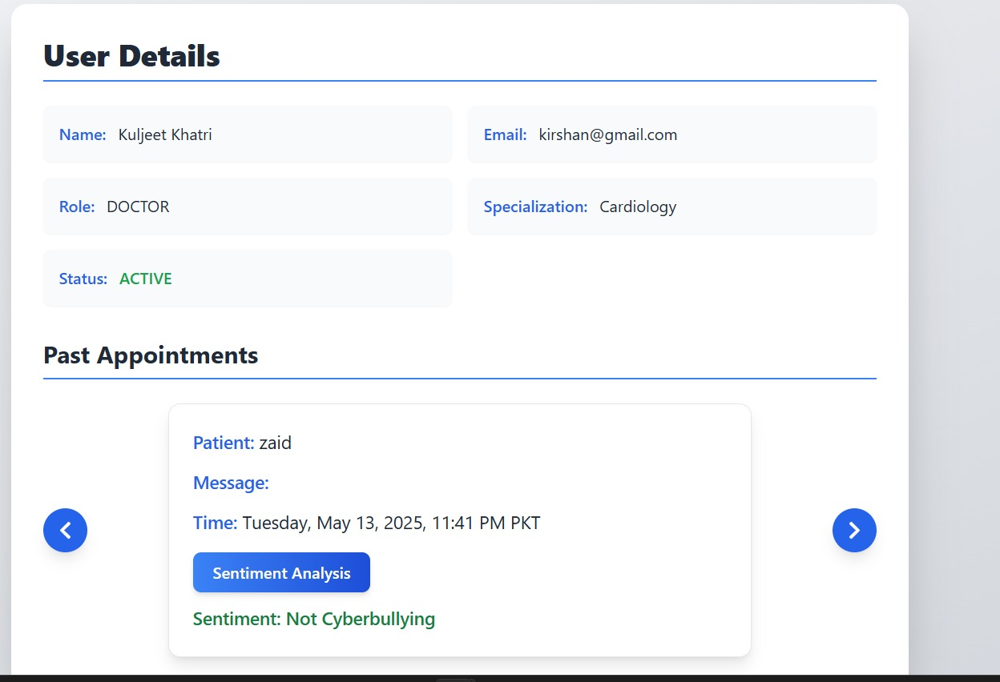 User Details
Name: Kuljeet Khatri
Email: kirshan@gmail.com
Role: DOCTOR
Specialization: Cardiology
Status: ACTIVE
Past Appointments
Patient: zaid
Message:
Time: Tuesday, May 13, 2025, 11:41 PM PKT
Sentiment Analysis
Sentiment: Not Cyberbullying